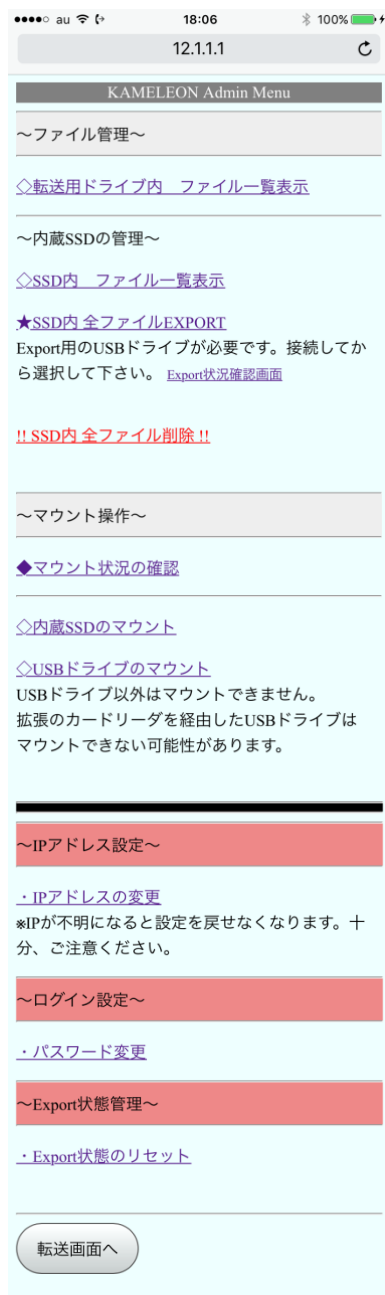 au 18:06 100%
12.1.1.1
KAMELEON Admin Menu
～ファイル管理～
◇転送用ドライブ内　ファイル一覧表示
～内蔵SSDの管理～
◇SSD内　ファイル一覧表示
★SSD内 全ファイルEXPORT
Export用のUSBドライブが必要です。接続してか
ら選択して下さい。 Export状況確認画面
!! SSD内 全ファイル削除 !!
～マウント操作～
◆マウント状況の確認
◇内蔵SSDのマウント
◇USBドライブのマウント
USBドライブ以外はマウントできません。
拡張のカードリーダを経由したUSBドライブは
マウントできない可能性があります。
～IPアドレス設定～
・IPアドレスの変更
※IPが不明になると設定を戻せなくなります。十
分、ご注意ください。
～ログイン設定～
・パスワード変更
～Export状態管理～
・Export状態のリセット
転送画面へ